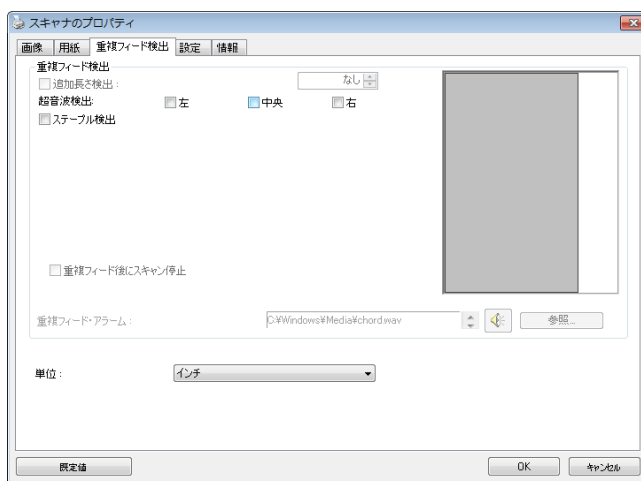 スキャナのプロパティ
画像 用紙 重複フィード検出 設定 情報
重複フィード検出
追加長さ検出 : なし
超音波検出: 左 中央 右
ステープル検出
重複フィード後にスキャン停止
重複フィード・アラーム : C:¥Windows¥Media¥chord.wav 参照...
単位 : インチ
既定値 OK キャンセル